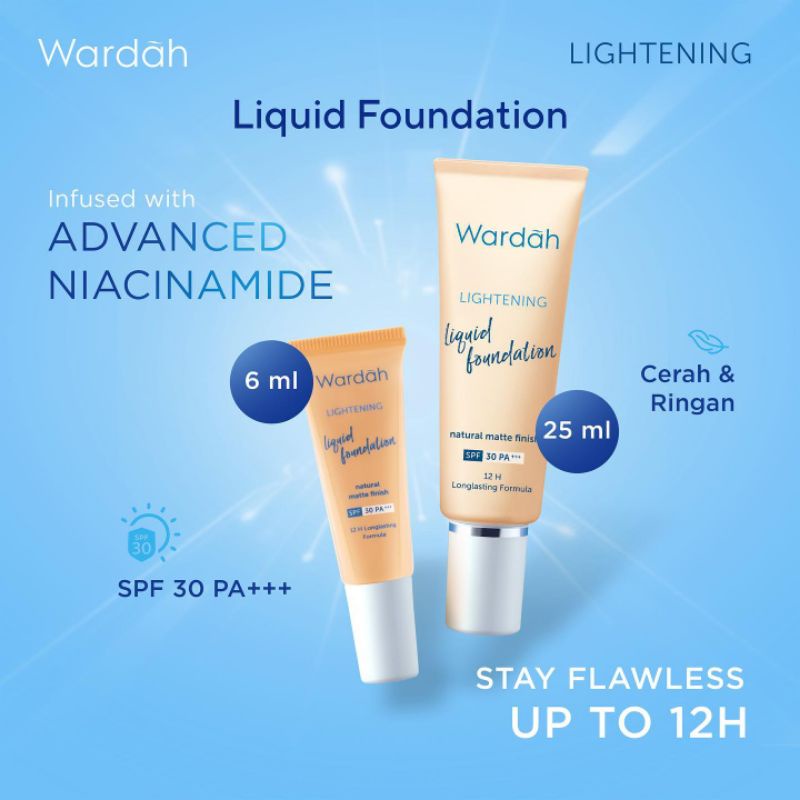 Wardah
LIGHTENING
Liquid Foundation
Infused with
ADVANCED
NIACINAMIDE
Wardah
LIGHTENING
liquid
foundation
natural matte finish
SPF 30 PA+++
12 H
Longlasting Formula
25 ml
6 ml
Wardah
LIGHTENING
liquid
foundation
natural
matte finish
SPF 30 PA+++
12 H Longlasting
Formula
Cerah &
Ringan
SPF
30
SPF 30 PA+++
STAY FLAWLESS
UP TO 12H